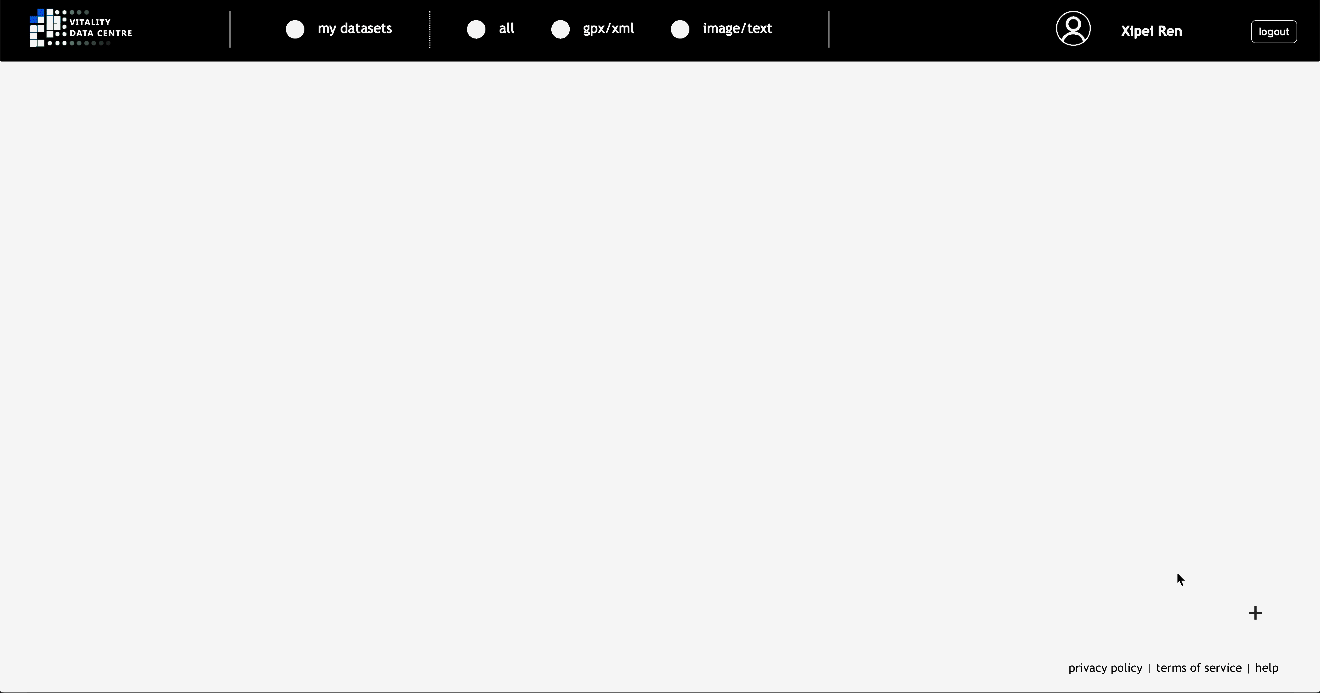 VITALITY
DATA CENTRE
my datasets
all
gpx/xml
image/text
Xipei Ren
logout
privacy policy | terms of service | help